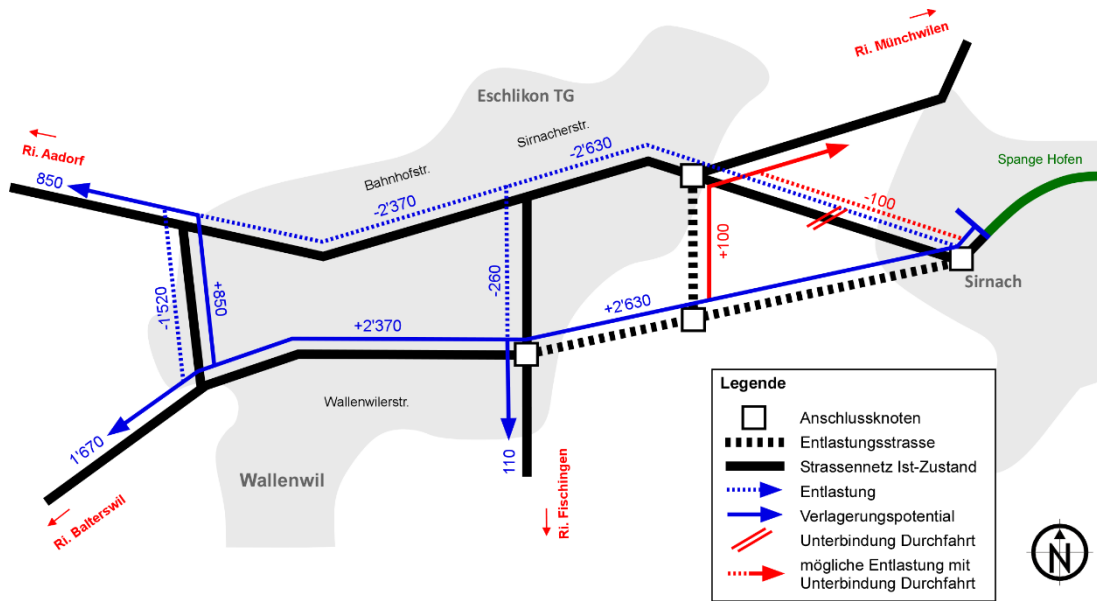 Ri. Münchwilen
Eschlikon TG
Sirnacherstr.
-2'630
Spange Hofen
Ri. Aadorf
850
Bahnhofstr.
-2'370
-100
+100
-260
-1'520
+850
Sirnach
+2'630
+2'370
Wallenwilerstr.
1'670
110
Wallenwil
Ri. Balterswil
Ri. Fischingen
Legende
Anschlussknoten
Entlastungsstrasse
Strassennetz Ist-Zustand
Entlastung
Verlagerungspotential
Unterbindung Durchfahrt
mögliche Entlastung mit
Unterbindung Durchfahrt
N